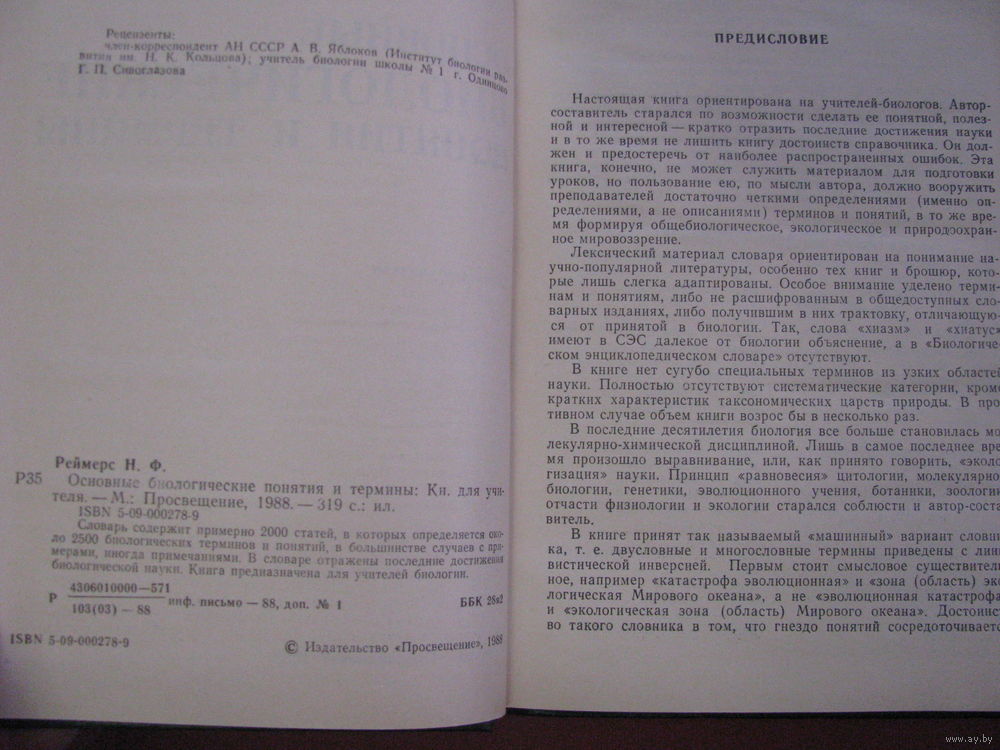 Рецензенты:
член-корреспондент АН СССР А. В. Яблоков (Институт биологии раз-
вития им. Н. К. Кольцова); учитель биологии школы № 1 г. Одинцово
Г. П. Сивоглазова
Реймерс Н. Ф.
Р35 Основные биологические понятия и термины: Кн. для учи-
теля. — М.: Просвещение, 1988. — 319 с.: ил.
ISBN 5-09-000278-9
Словарь содержит примерно 2000 статей, в которых определяется око-
ло 2500 биологических терминов и понятий, в большинстве случаев с при-
мерами, иногда примечаниями. В словаре отражены последние достижения
биологической науки. Книга предназначена для учителей биологии.
Р 4306010000—571
103(03) — 88 инф. письмо — 88, доп. № 1 ББК 28я2
ISBN 5-09-000278-9
© Издательство «Просвещение», 1988
ПРЕДИСЛОВИЕ
Настоящая книга ориентирована на учителей-биологов. Автор-
составитель старался по возможности сделать ее понятной, полез-
ной и интересной — кратко отразить последние достижения науки
и в то же время не лишить книгу достоинств справочника. Он дол-
жен и предостеречь от наиболее распространенных ошибок. Эта
книга, конечно, не может служить материалом для подготовки
уроков, но пользование ею, по мысли автора, должно вооружить
преподавателей достаточно четкими определениями (именно оп-
ределениями, а не описаниями) терминов и понятий, в то же вре-
мя формируя общебиологическое, экологическое и природоохран-
ное мировоззрение.
Лексический материал словаря ориентирован на понимание на-
учно-популярной литературы, особенно тех книг и брошюр, кото-
рые лишь слегка адаптированы. Особое внимание уделено терми-
нам и понятиям, либо не расшифрованным в общедоступных сло-
варных изданиях, либо получившим в них трактовку, отличающую-
ся от принятой в биологии. Так, слова «хиазм» и «хиатус»
имеют в СЭС далекое от биологии объяснение, а в «Биологиче-
ском энциклопедическом словаре» отсутствуют.
В книге нет сугубо специальных терминов из узких областей
науки. Полностью отсутствуют систематические категории, кроме
кратких характеристик таксономических царств природы. В про-
тивном случае объем книги возрос бы в несколько раз.
В последние десятилетия биология все больше становилась мо-
лекулярно-химической дисциплиной. Лишь в самое последнее вре
мя произошло выравнивание, или, как принято говорить, «эколо
гизация» науки. Принцип «равновесия» цитологии, молекулярно
биологии, генетики, эволюционного учения, ботаники, зоологи
отчасти физиологии и экологии старался соблюсти и автор-соста
витель.
В книге принят так называемый «машинный» вариант словни
ка, т. е. двусловные и многословные термины приведены с лин
вистической инверсией. Первым стоит смысловое существитель
ное, например «катастрофа эволюционная» и «зона (область) эко
логическая Мирового океана», а не «эволюционная катастрофа
и «экологическая зона (область) Мирового океана». Достоинст
во такого словника в том, что гнездо понятий сосредоточивается
www.ay.by